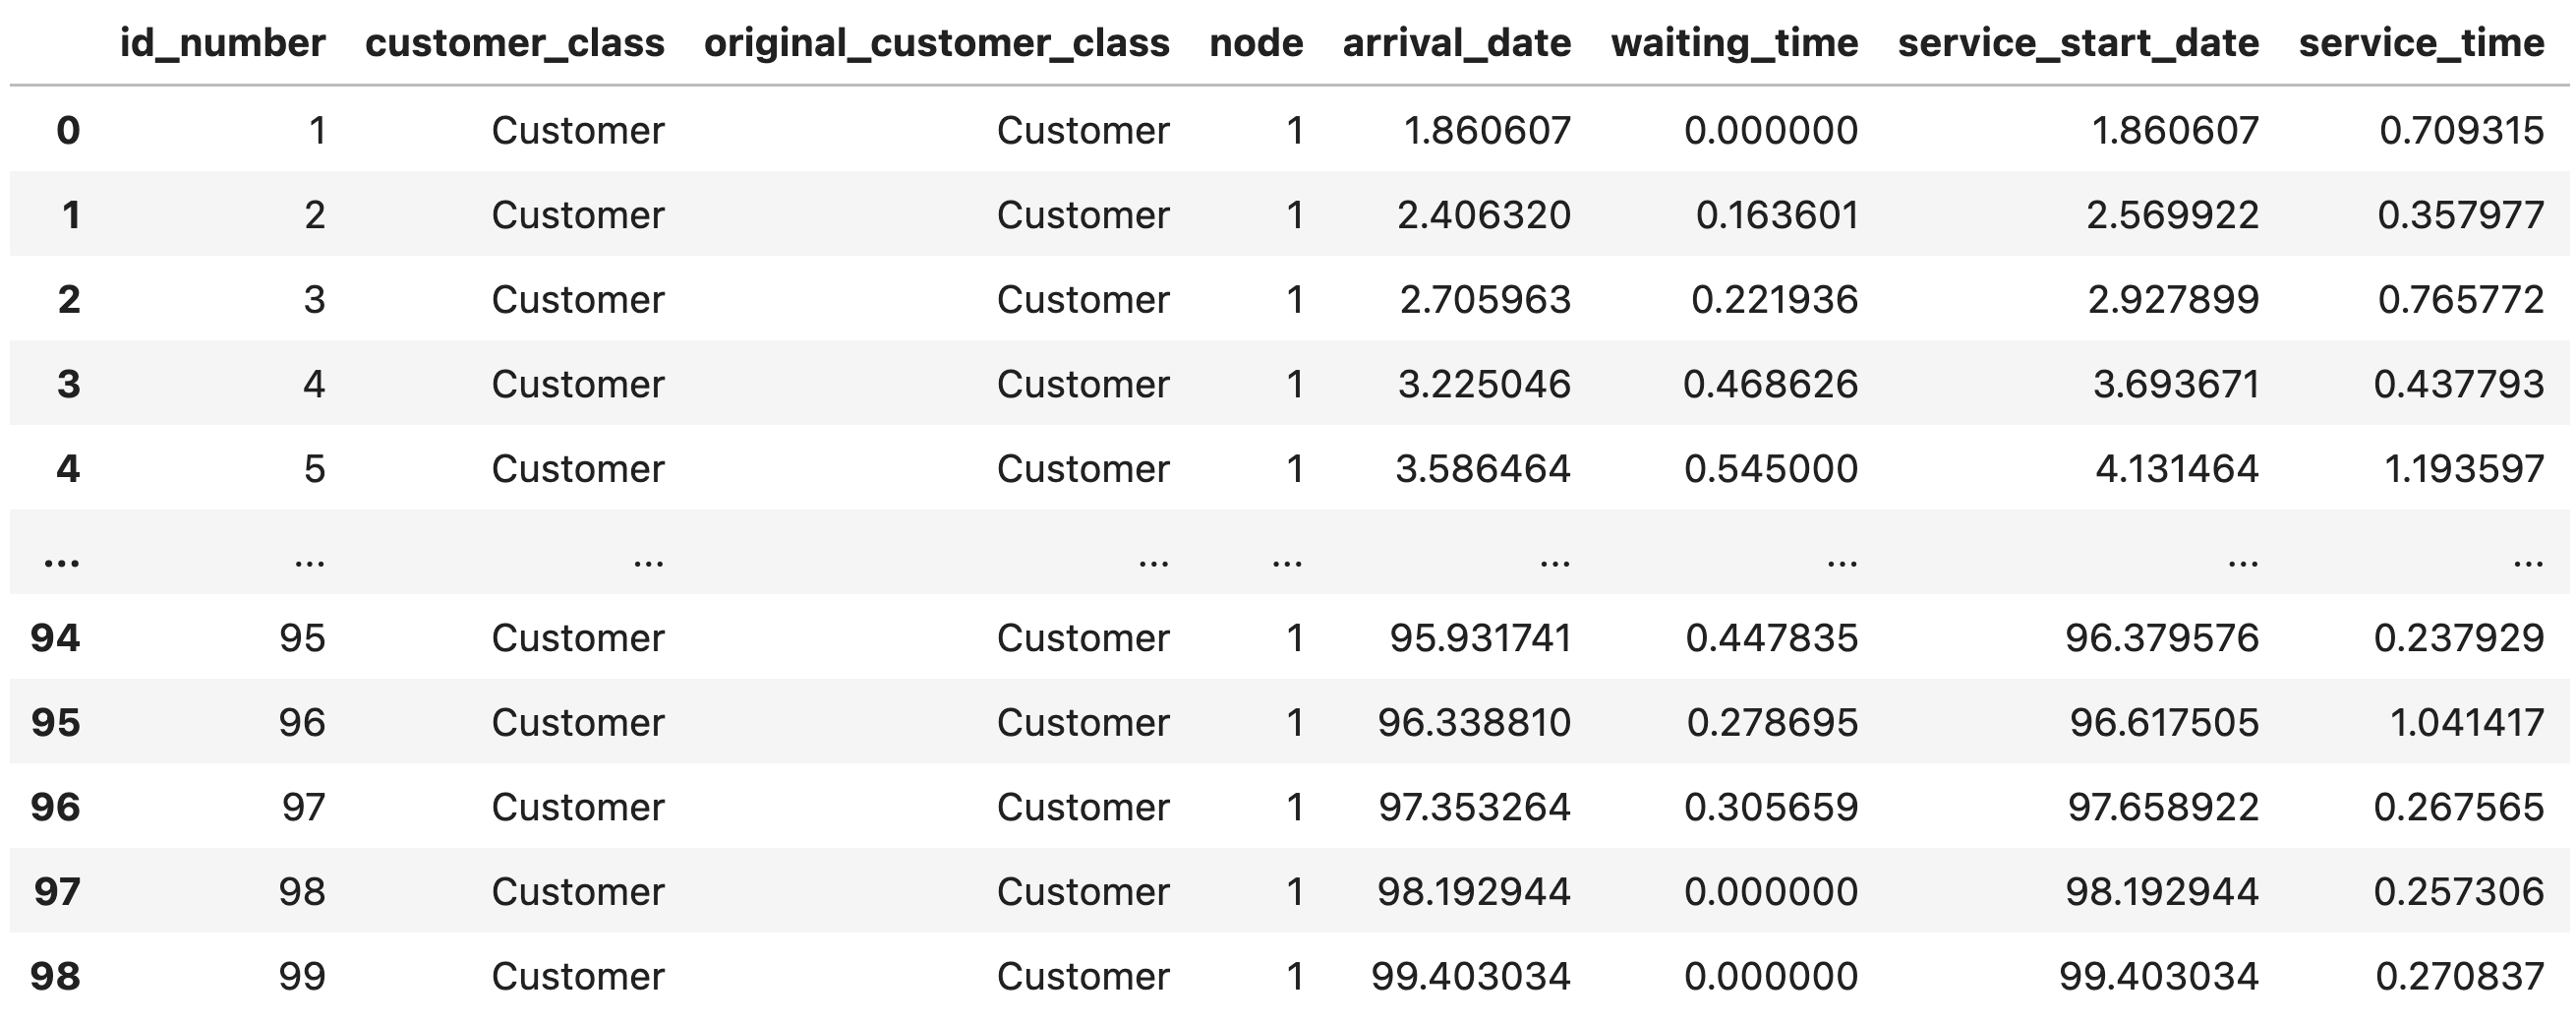 id_number customer_class original_customer_class node arrival_date waiting_time service_start_date service_time
0 1 Customer Customer 1 1.860607 0.000000 1.860607 0.709315
1 2 Customer Customer 1 2.406320 0.163601 2.569922 0.357977
2 3 Customer Customer 1 2.705963 0.221936 2.927899 0.765772
3 4 Customer Customer 1 3.225046 0.468626 3.693671 0.437793
4 5 Customer Customer 1 3.586464 0.545000 4.131464 1.193597
... ... ... ... ... ... ... ... ...
94 95 Customer Customer 1 95.931741 0.447835 96.379576 0.237929
95 96 Customer Customer 1 96.338810 0.278695 96.617505 1.041417
96 97 Customer Customer 1 97.353264 0.305659 97.658922 0.267565
97 98 Customer Customer 1 98.192944 0.000000 98.192944 0.257306
98 99 Customer Customer 1 99.403034 0.000000 99.403034 0.270837